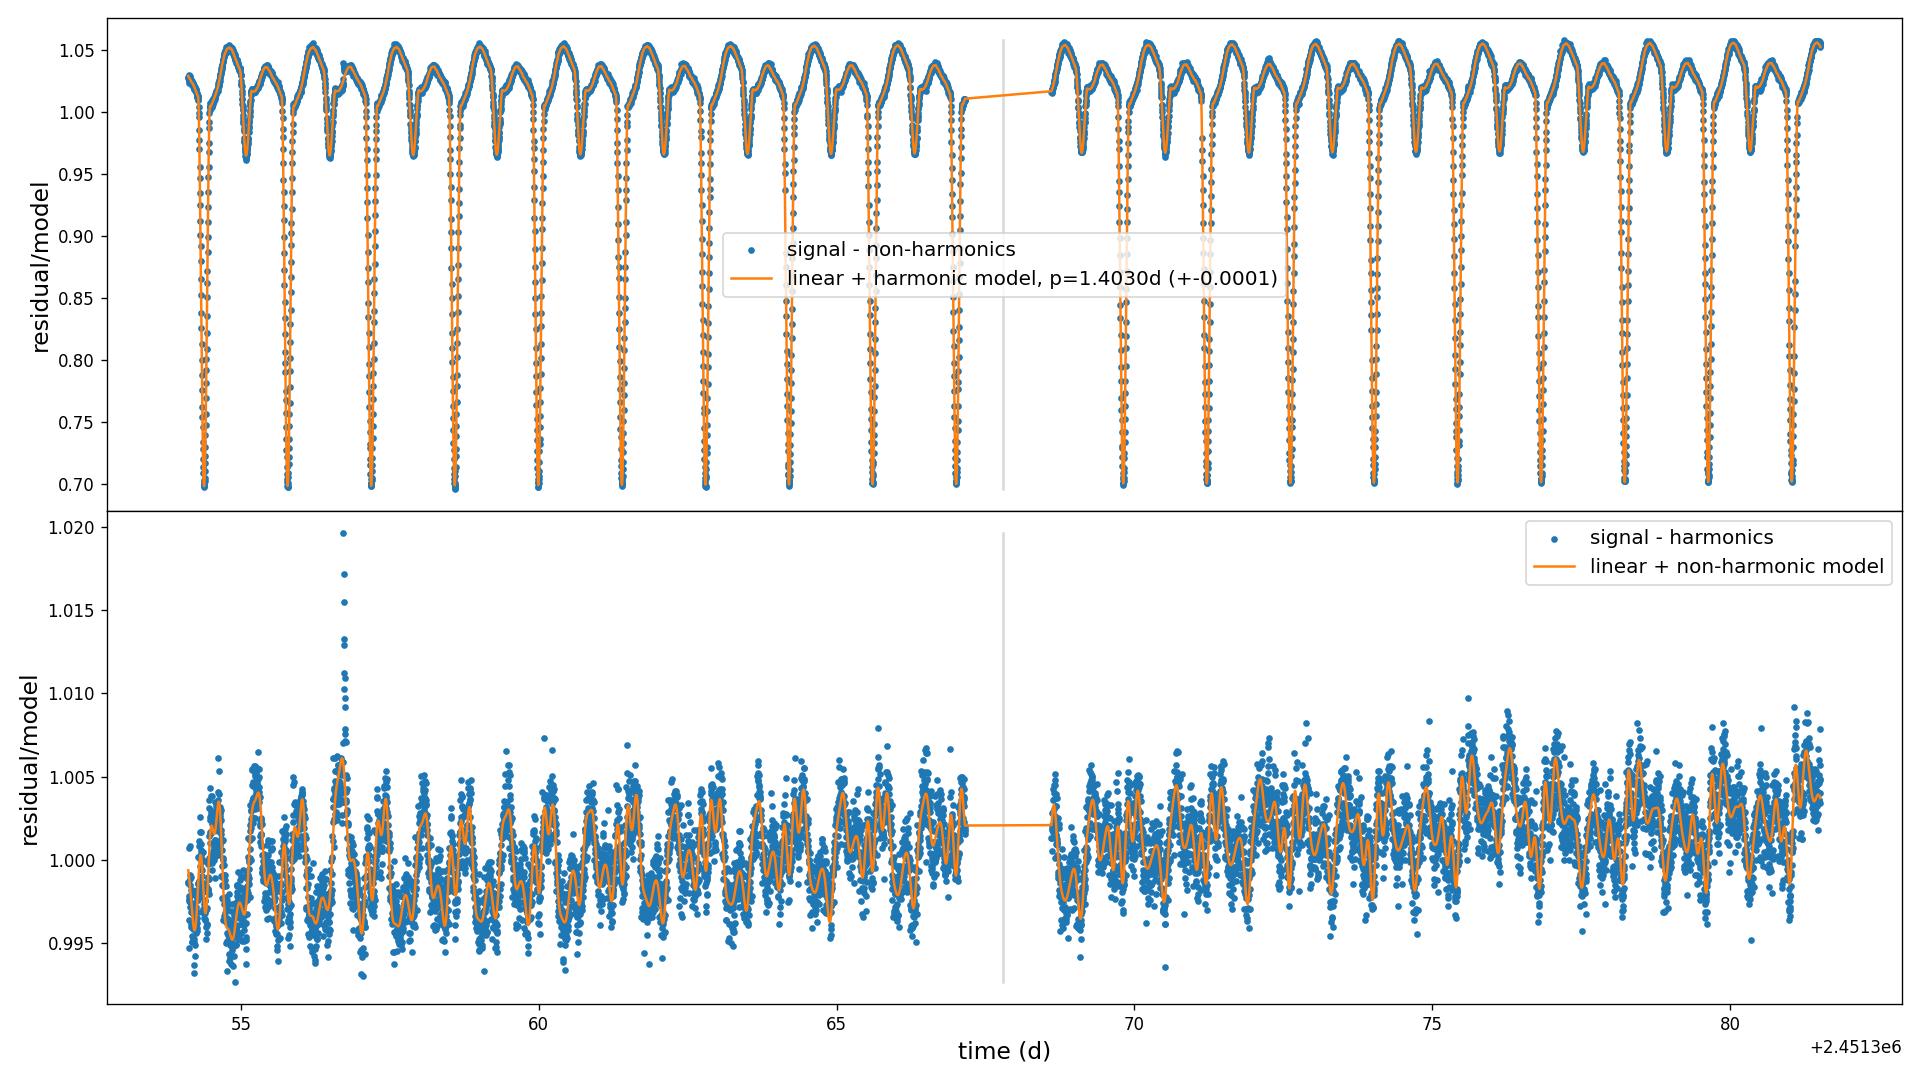 1.05
1.00
0.95
0.90
0.85
0.80
0.75
0.70
residual/model
signal - non-harmonics
linear + harmonic model, p=1.4030d (+-0.0001)
1.020
1.015
1.010
1.005
1.000
0.995
residual/model
signal - harmonics
linear + non-harmonic model
55
60
65
70
75
80
time (d)
+2.4513e6